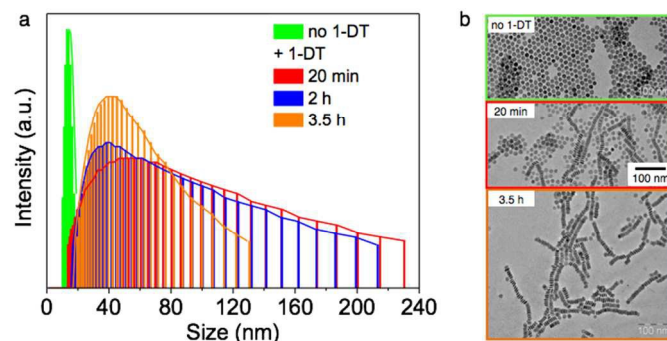 a
no 1-DT
+ 1-DT
20 min
2 h
3.5 h
Intensity (a.u.)
0 40 80 120 160 200 240
Size (nm)
b
no 1-DT
20 min
100 nm
3.5 h
100 nm